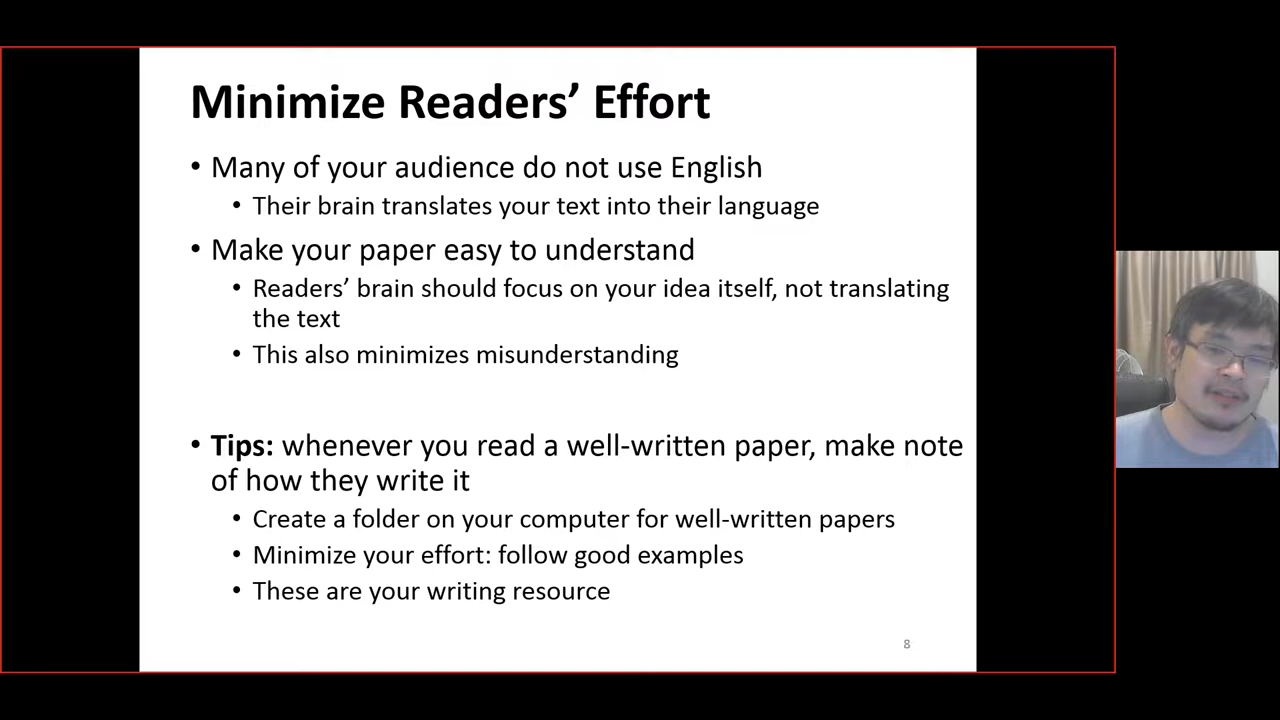 Minimize Readers’ Effort
• Many of your audience do not use English
• Their brain translates your text into their language
• Make your paper easy to understand
• Readers’ brain should focus on your idea itself, not translating
the text
• This also minimizes misunderstanding
• Tips: whenever you read a well-written paper, make note
of how they write it
• Create a folder on your computer for well-written papers
• Minimize your effort: follow good examples
• These are your writing resource
8